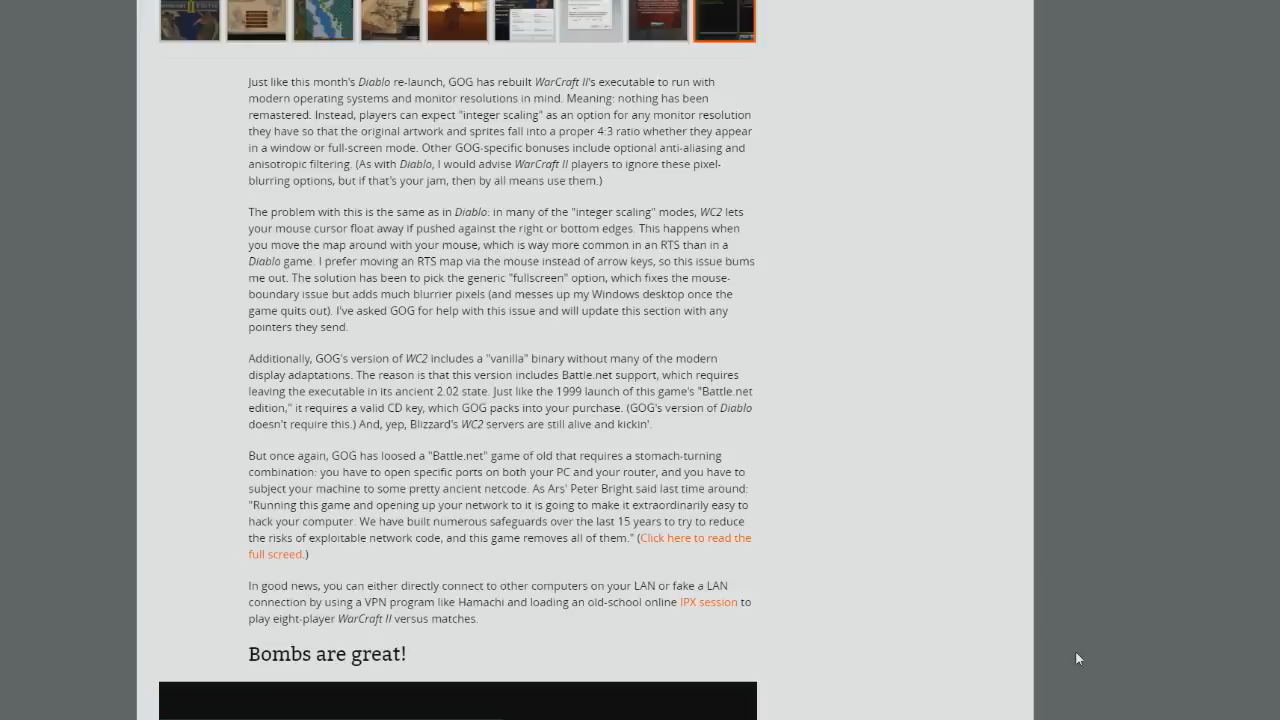 Just like this month's Diablo re-launch, GOG has rebuilt WarCraft II's executable to run with
modern operating systems and monitor resolutions in mind. Meaning: nothing has been
remastered. Instead, players can expect "integer scaling" as an option for any monitor resolution
they have so that the original artwork and sprites fall into a proper 4:3 ratio whether they appear
in a window or full-screen mode. Other GOG-specific bonuses include optional anti-aliasing and
anisotropic filtering. (As with Diablo, I would advise WarCraft II players to ignore these pixel-
blurring options, but if that's your jam, then by all means use them.)
The problem with this is the same as in Diablo: in many of the "integer scaling" modes, WC2 lets
your mouse cursor float away if pushed against the right or bottom edges. This happens when
you move the map around with your mouse, which is way more common in an RTS than in a
Diablo game. I prefer moving an RTS map via the mouse instead of arrow keys, so this issue bums
me out. The solution has been to pick the generic "fullscreen" option, which fixes the mouse-
boundary issue but adds much blurrier pixels (and messes up my Windows desktop once the
game quits out). I've asked GOG for help with this issue and will update this section with any
pointers they send.
Additionally, GOG's version of WC2 includes a "vanilla" binary without many of the modern
display adaptations. The reason is that this version includes Battle.net support, which requires
leaving the executable in its ancient 2.02 state. Just like the 1999 launch of this game's "Battle.net
edition," it requires a valid CD key, which GOG packs into your purchase. (GOG's version of Diablo
doesn't require this.) And, yep, Blizzard's WC2 servers are still alive and kickin'.
But once again, GOG has loosed a "Battle.net" game of old that requires a stomach-turning
combination: you have to open specific ports on both your PC and your router, and you have to
subject your machine to some pretty ancient netcode. As Ars' Peter Bright said last time around:
"Running this game and opening up your network to it is going to make it extraordinarily easy to
hack your computer. We have built numerous safeguards over the last 15 years to try to reduce
the risks of exploitable network code, and this game removes all of them." (Click here to read the
full screed.)
In good news, you can either directly connect to other computers on your LAN or fake a LAN
connection by using a VPN program like Hamachi and loading an old-school online IPX session to
play eight-player WarCraft II versus matches.
Bombs are great!